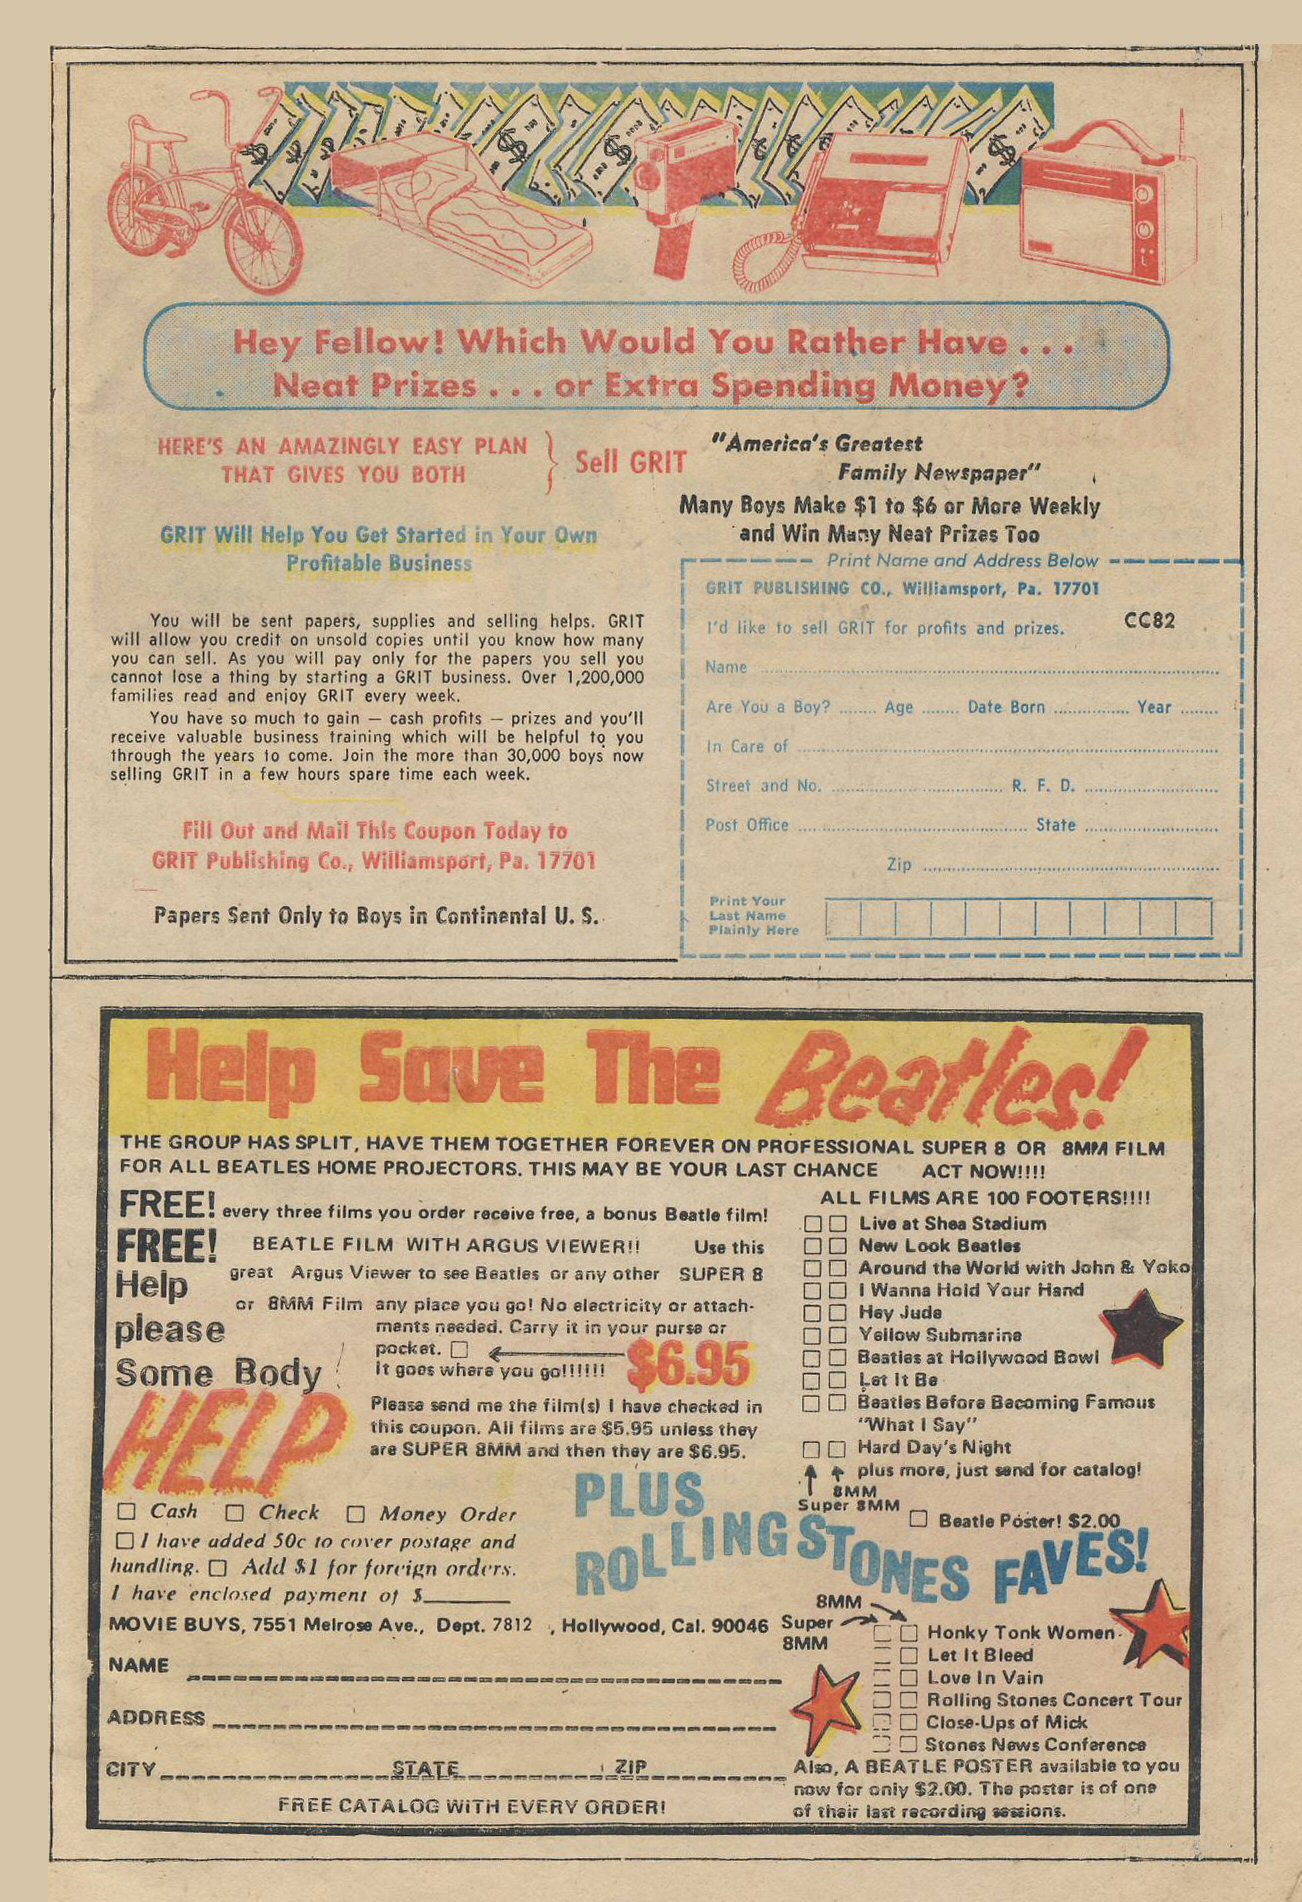 Hey Fellow! Which Would You Rather Have . . .
Neat Prizes . . . or Extra Spending Money?
HERE'S AN AMAZINGLY EASY PLAN
THAT GIVES YOU BOTH
Sell GRIT
"America's Greatest
Family Newspaper"
Many Boys Make $1 to $6 or More Weekly
and Win Many Neat Prizes Too
GRIT Will Help You Get Started in Your Own
Profitable Business
You will be sent papers, supplies and selling helps. GRIT
will allow you credit on unsold copies until you know how many
you can sell. As you will pay only for the papers you sell you
cannot lose a thing by starting a GRIT business. Over 1,200,000
families read and enjoy GRIT every week.
You have so much to gain — cash profits — prizes and you'll
receive valuable business training which will be helpful to you
through the years to come. Join the more than 30,000 boys now
selling GRIT in a few hours spare time each week.
Fill Out and Mail This Coupon Today to
GRIT Publishing Co., Williamsport, Pa. 17701
Papers Sent Only to Boys in Continental U. S.
Print Name and Address Below
GRIT PUBLISHING CO., Williamsport, Pa. 17701
I'd like to sell GRIT for profits and prizes.
CC82
Name
Are You a Boy? ........ Age ........ Date Born ................ Year ........
In Care of
Street and No. R. F. D.
Post Office State
Zip
Print Your
Last Name
Plainly Here
Help Save The Beatles!
THE GROUP HAS SPLIT, HAVE THEM TOGETHER FOREVER ON PROFESSIONAL SUPER 8 OR 8MM FILM
FOR ALL BEATLES HOME PROJECTORS. THIS MAY BE YOUR LAST CHANCE ACT NOW!!!!
FREE! every three films you order receive free, a bonus Beatle film!
FREE! BEATLE FILM WITH ARGUS VIEWER!! Use this
great Argus Viewer to see Beatles or any other SUPER 8
or 8MM Film any place you go! No electricity or attach-
ments needed. Carry it in your purse or
pocket.
It goes where you go!!!!!!
$6.95
Help
please
Some Body!
HELP
Please send me the film(s) I have checked in
this coupon. All films are $5.95 unless they
are SUPER 8MM and then they are $6.95.
ALL FILMS ARE 100 FOOTERS!!!!
Live at Shea Stadium
New Look Beatles
Around the World with John & Yoko
I Wanna Hold Your Hand
Hey Jude
Yellow Submarine
Beatles at Hollywood Bowl
Let It Be
Beatles Before Becoming Famous
"What I Say"
Hard Day's Night
plus more, just send for catalog!
8MM
Super 8MM
Beatle Poster! $2.00
PLUS
ROLLING STONES FAVES!
Cash Check Money Order
I have added 50c to cover postage and
handling. Add $1 for foreign orders.
I have enclosed payment of $
MOVIE BUYS, 7551 Melrose Ave., Dept. 7812 , Hollywood, Cal. 90046
NAME
ADDRESS
CITY STATE ZIP
FREE CATALOG WITH EVERY ORDER!
8MM
Super
8MM
Honky Tonk Women
Let It Bleed
Love In Vain
Rolling Stones Concert Tour
Close-Ups of Mick
Stones News Conference
Also, A BEATLE POSTER available to you
now for only $2.00. The poster is of one
of their last recording sessions.